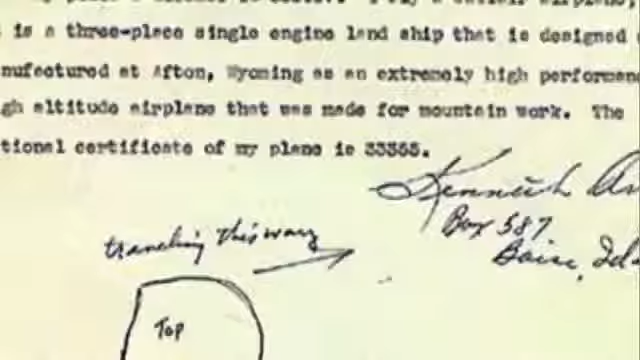 is a three-place single engine land ship that is designed
nufactured at Afton, Wyoming as an extremely high performan
gh altitude airplane that was made for mountain work. The
tional certificate of my plane is 33355.
Kenneth Ar
Box 587
Boise, Ida
traveling this way
Top